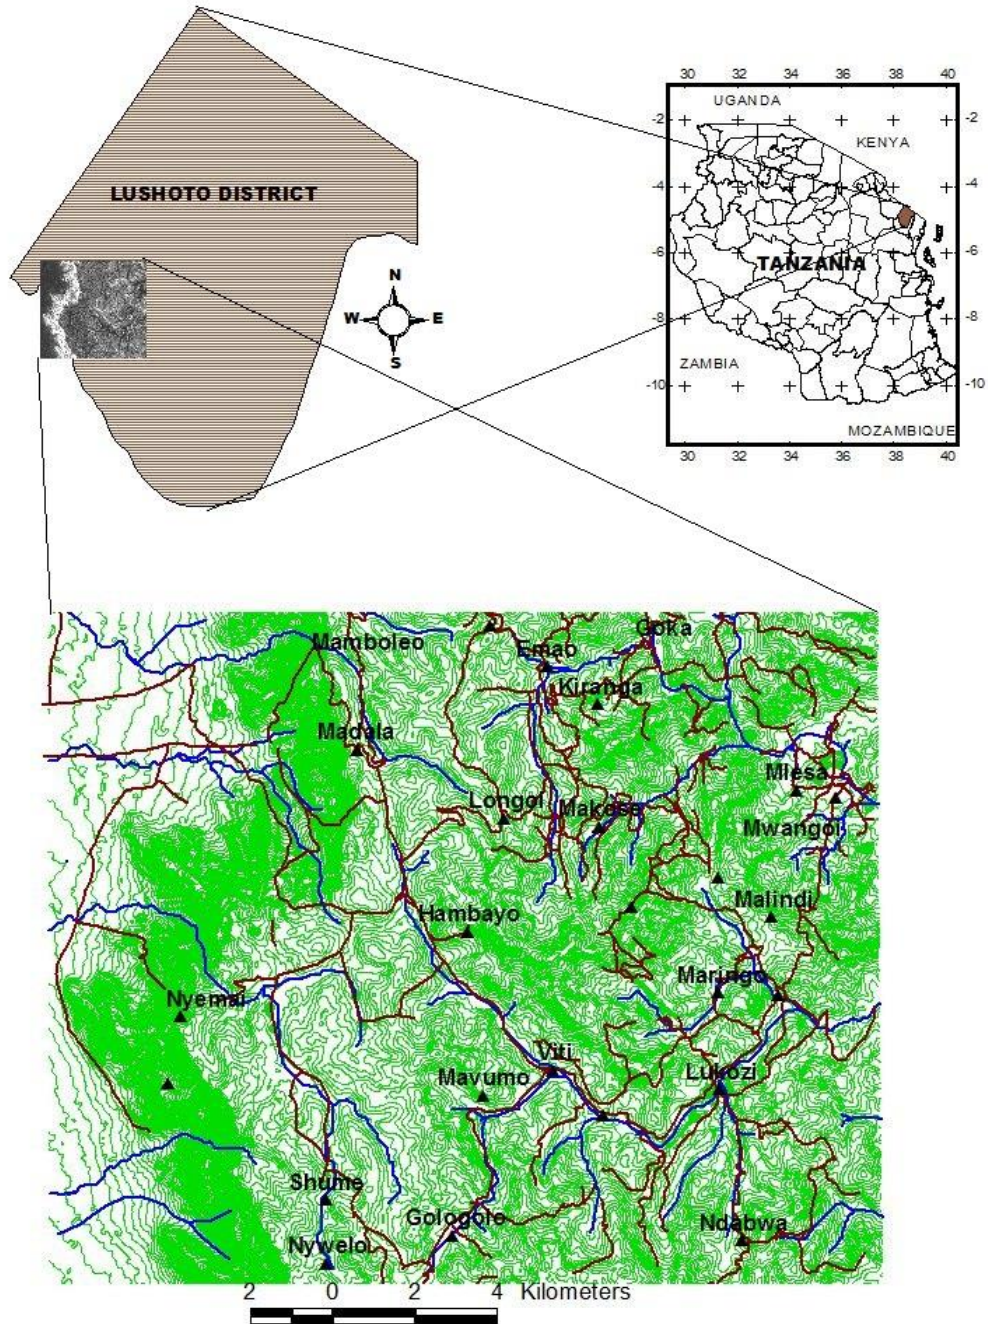 30 32 34 36 38 40
UGANDA
-2 -2
KENYA
LUSHOTO DISTRICT
-4 -4
-6 -6
TANZANIA
N
W E
S
-8 -8
ZAMBIA
-10 -10
MOZAMBIQUE
30 32 34 36 38 40
Mamboleo
Goka
Emao
Kiranga
Madala
Mlesa
Longoi
Makese
Mwangoi
Malindi
Hambayo
Maringo
Nyemai
Viti
Lukozi
Mavumo
Shume
Gologolo
Ndabwa
Nywelo
2 0 2 4 Kilometers